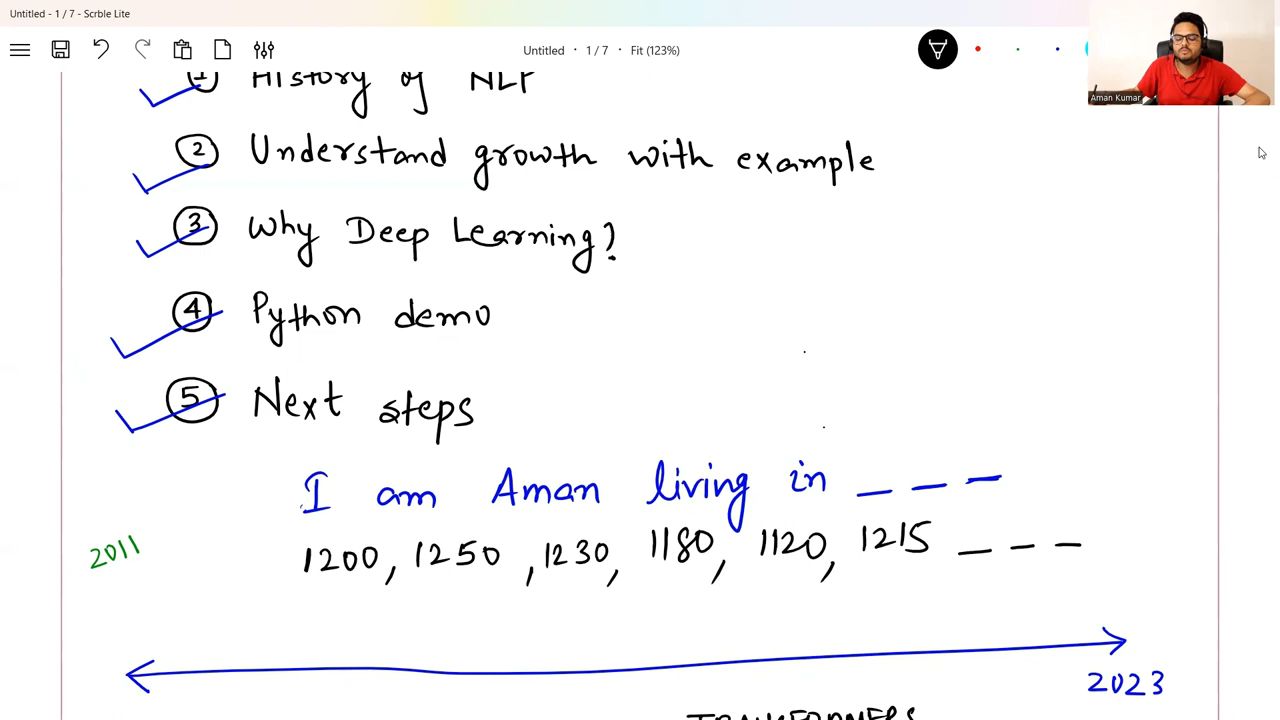 Untitled - 1 / 7 - Scrble Lite
Untitled • 1 / 7 • Fit (123%)
Aman Kumar
1 History of NLP
2 Understand growth with example
3 Why Deep Learning?
4 Python demo
5 Next steps
I am Aman living in _ _ _
2011 1200, 1250, 1230, 1180, 1120, 1215 _ _ _
2023
TRANSFORMERS